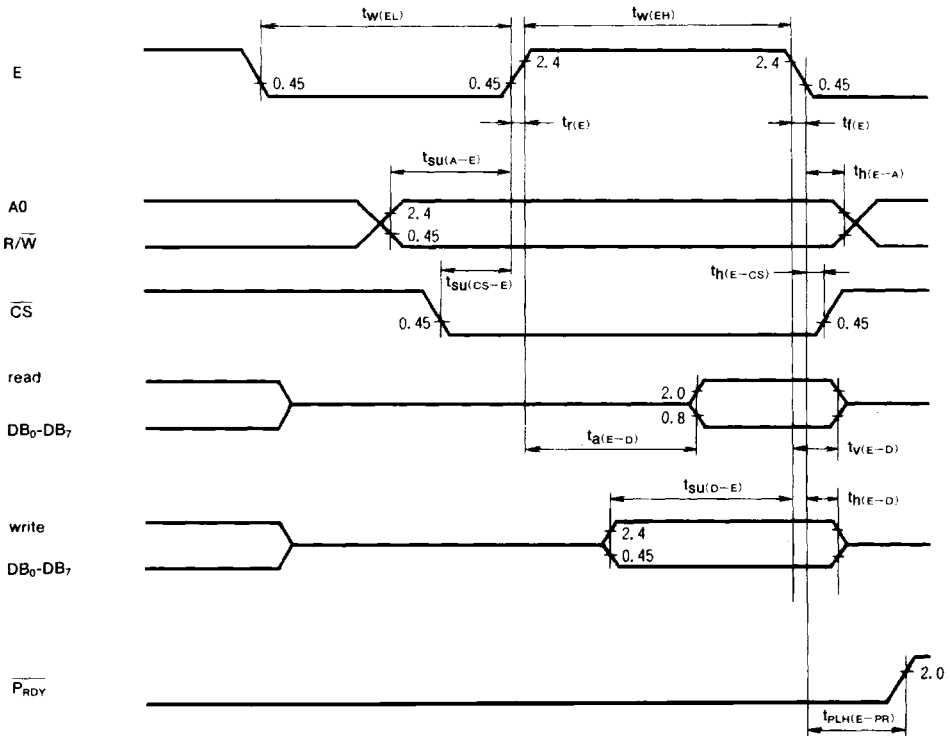 tW(EL) tW(EH)
E 0.45 0.45 2.4 2.4 0.45
tr(E) tf(E)
tSU(A-E) th(E-A)
A0
2.4
R/W̅ 0.45
tSU(CS-E) th(E-CS)
C̅S̅
0.45 0.45
read
2.0
0.8
DB₀-DB₇
ta(E-D) tV(E-D)
tSU(D-E) th(E-D)
write
2.4
0.45
DB₀-DB₇
P̅R̅D̅Y̅ 2.0
tPLH(E-PR)